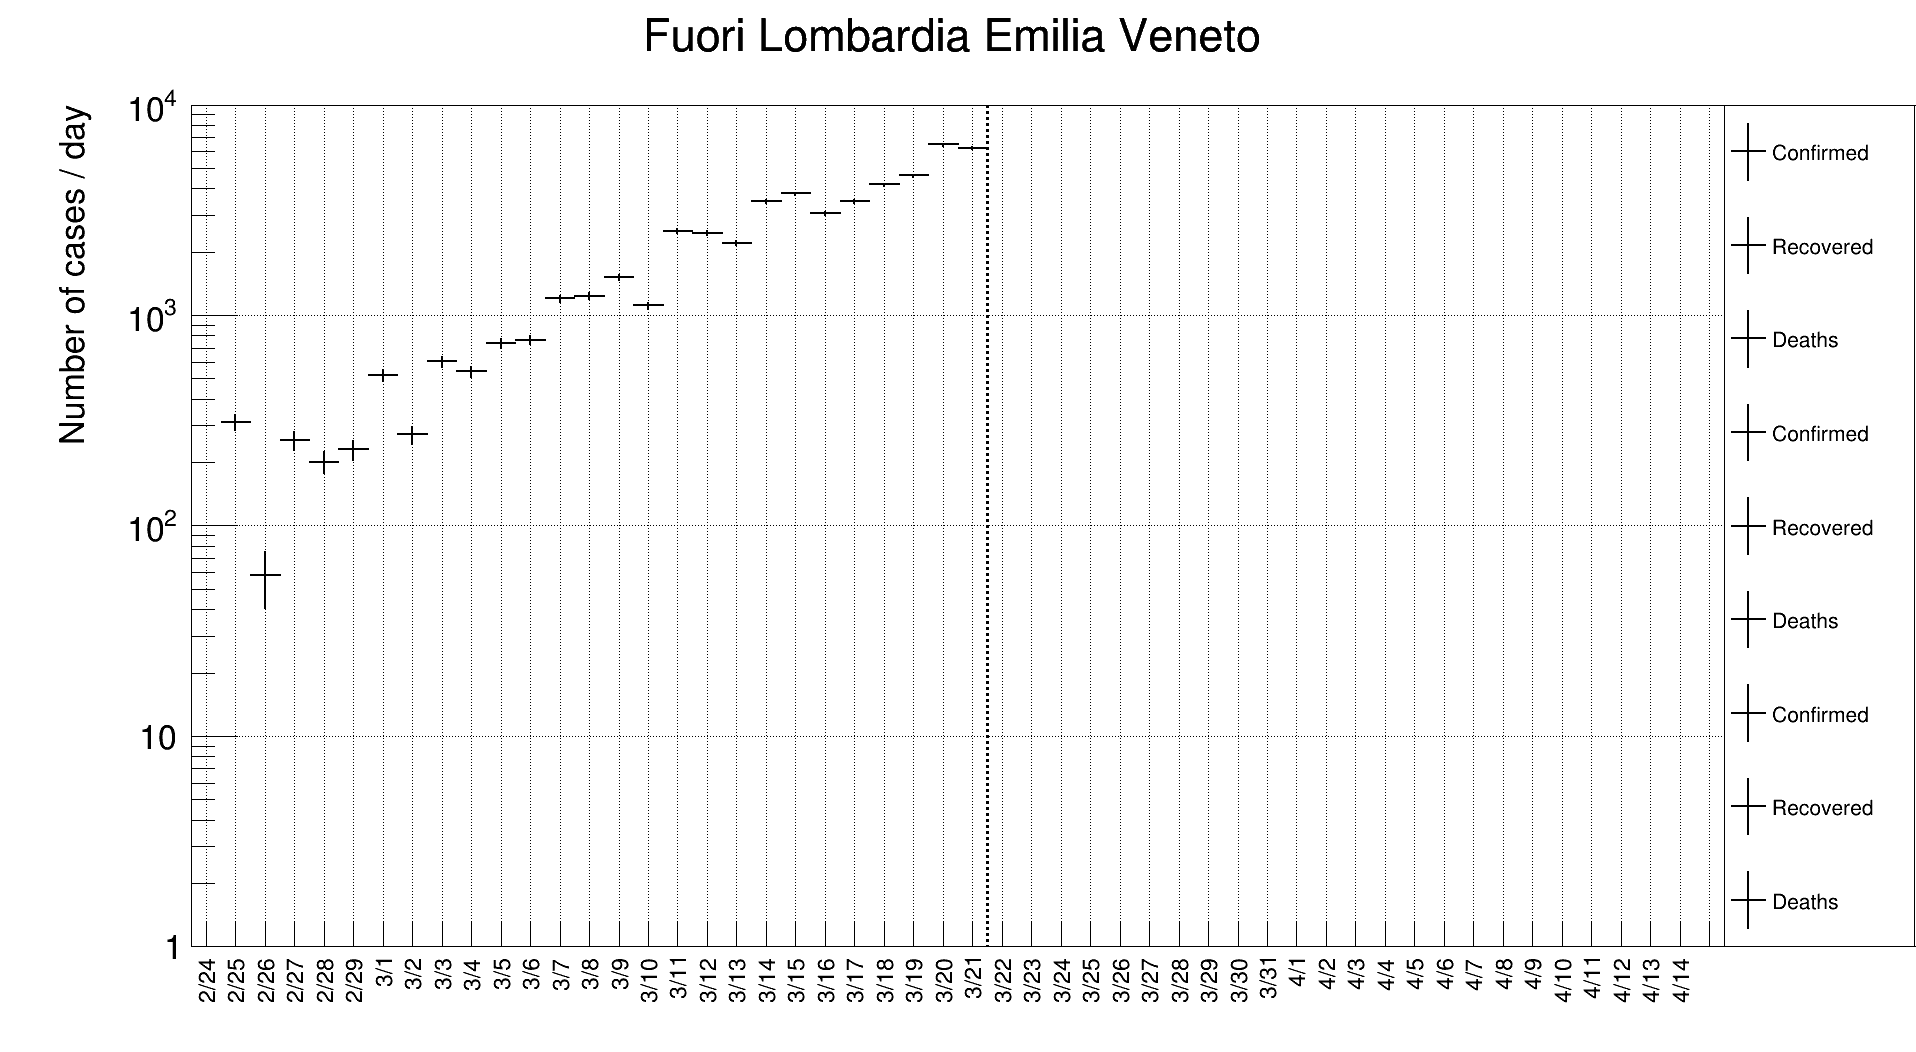 Fuori Lombardia Emilia Veneto
Number of cases / day
10^4
10^3
10^2
10
1
2/24 2/25 2/26 2/27 2/28 2/29 3/1 3/2 3/3 3/4 3/5 3/6 3/7 3/8 3/9 3/10 3/11 3/12 3/13 3/14 3/15 3/16 3/17 3/18 3/19 3/20 3/21 3/22 3/23 3/24 3/25 3/26 3/27 3/28 3/29 3/30 3/31 4/1 4/2 4/3 4/4 4/5 4/6 4/7 4/8 4/9 4/10 4/11 4/12 4/13 4/14
Confirmed
Recovered
Deaths
Confirmed
Recovered
Deaths
Confirmed
Recovered
Deaths